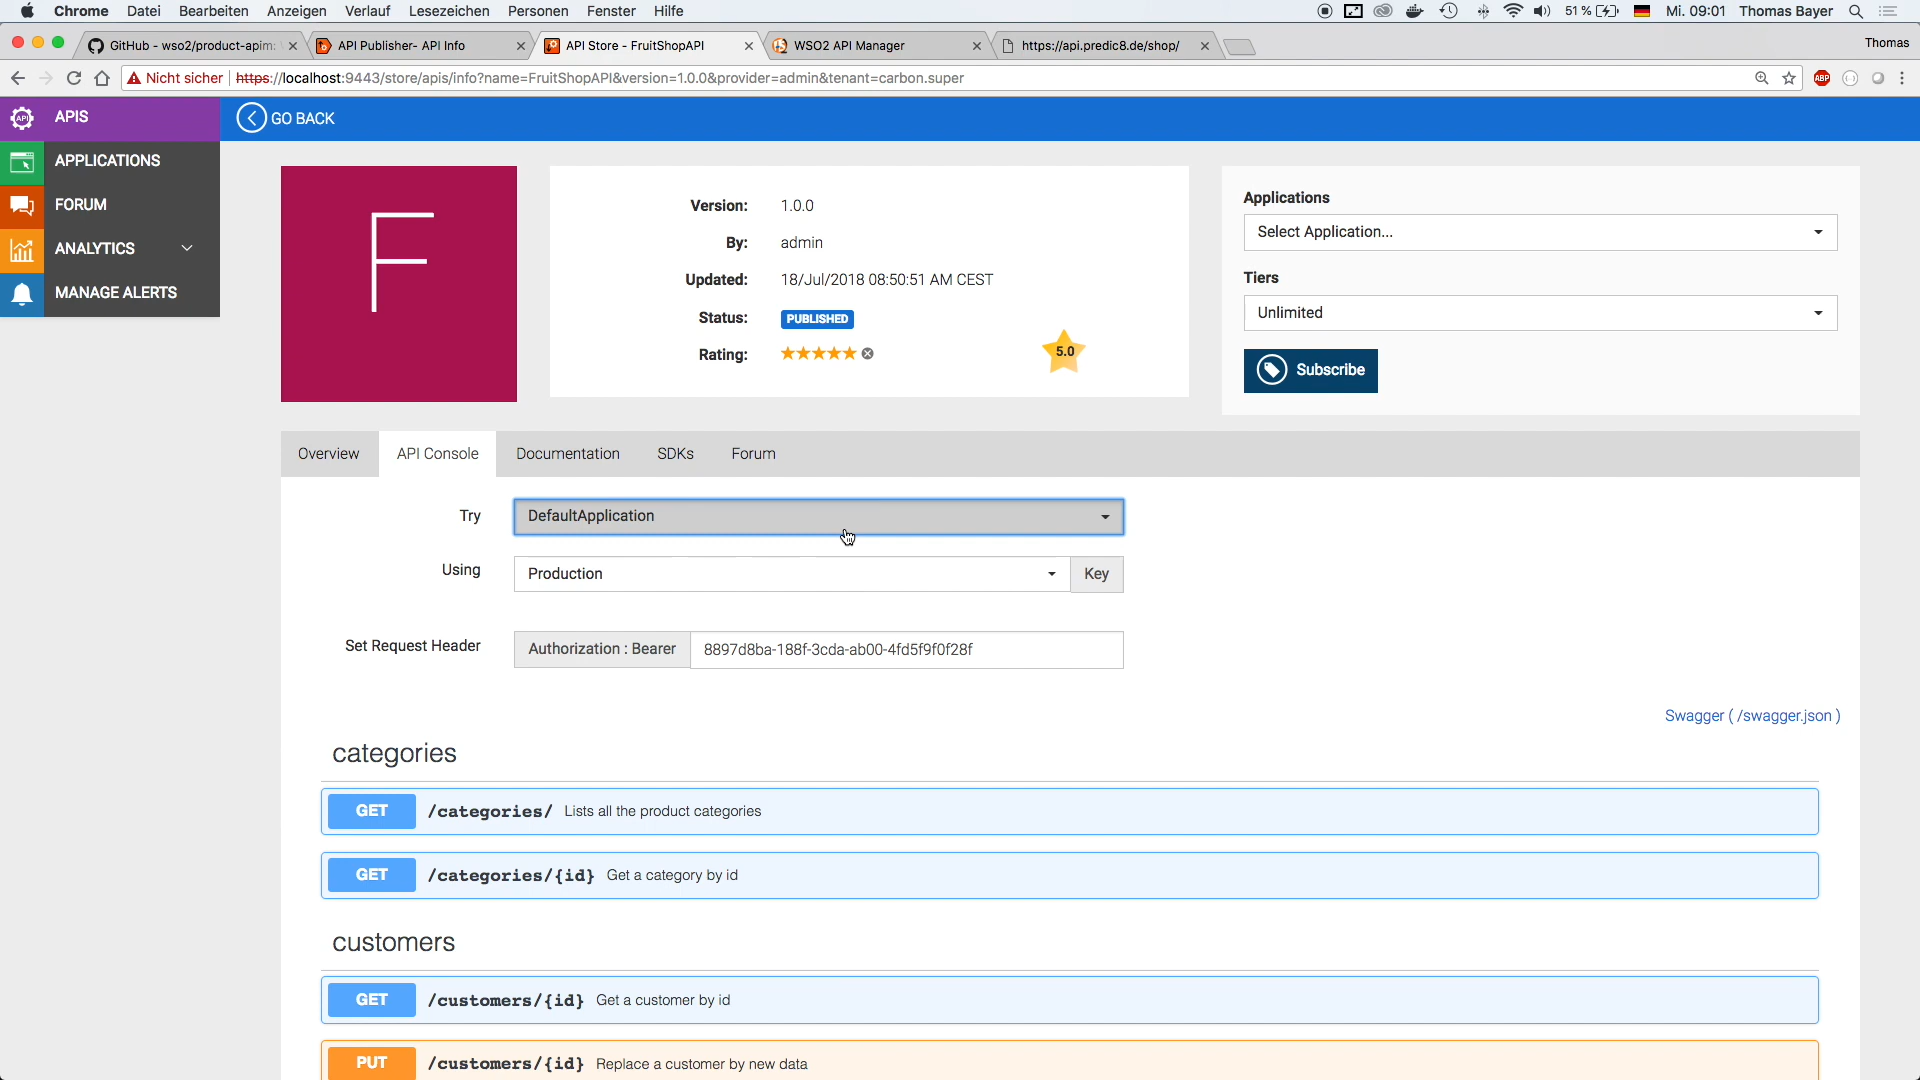 Chrome Datei Bearbeiten Anzeigen Verlauf Lesezeichen Personen Fenster Hilfe 51 % Mi. 09:01 Thomas Bayer
GitHub - wso2/product-apim: API Publisher- API Info API Store - FruitShopAPI WSO2 API Manager https://api.predic8.de/shop/ Thomas
Nicht sicher https://localhost:9443/store/apis/info?name=FruitShopAPI&version=1.0.0&provider=admin&tenant=carbon.super ABP
API APIS
GO BACK
APPLICATIONS
FORUM
ANALYTICS
MANAGE ALERTS
F
Version: 1.0.0
By: admin
Updated: 18/Jul/2018 08:50:51 AM CEST
Status: PUBLISHED
Rating: 5.0
Applications
Select Application...
Tiers
Unlimited
Subscribe
Overview API Console Documentation SDKs Forum
Try DefaultApplication
Using Production Key
Set Request Header Authorization : Bearer 8897d8ba-188f-3cda-ab00-4fd5f9f0f28f
Swagger ( /swagger.json )
categories
GET /categories/ Lists all the product categories
GET /categories/{id} Get a category by id
customers
GET /customers/{id} Get a customer by id
PUT /customers/{id} Replace a customer by new data